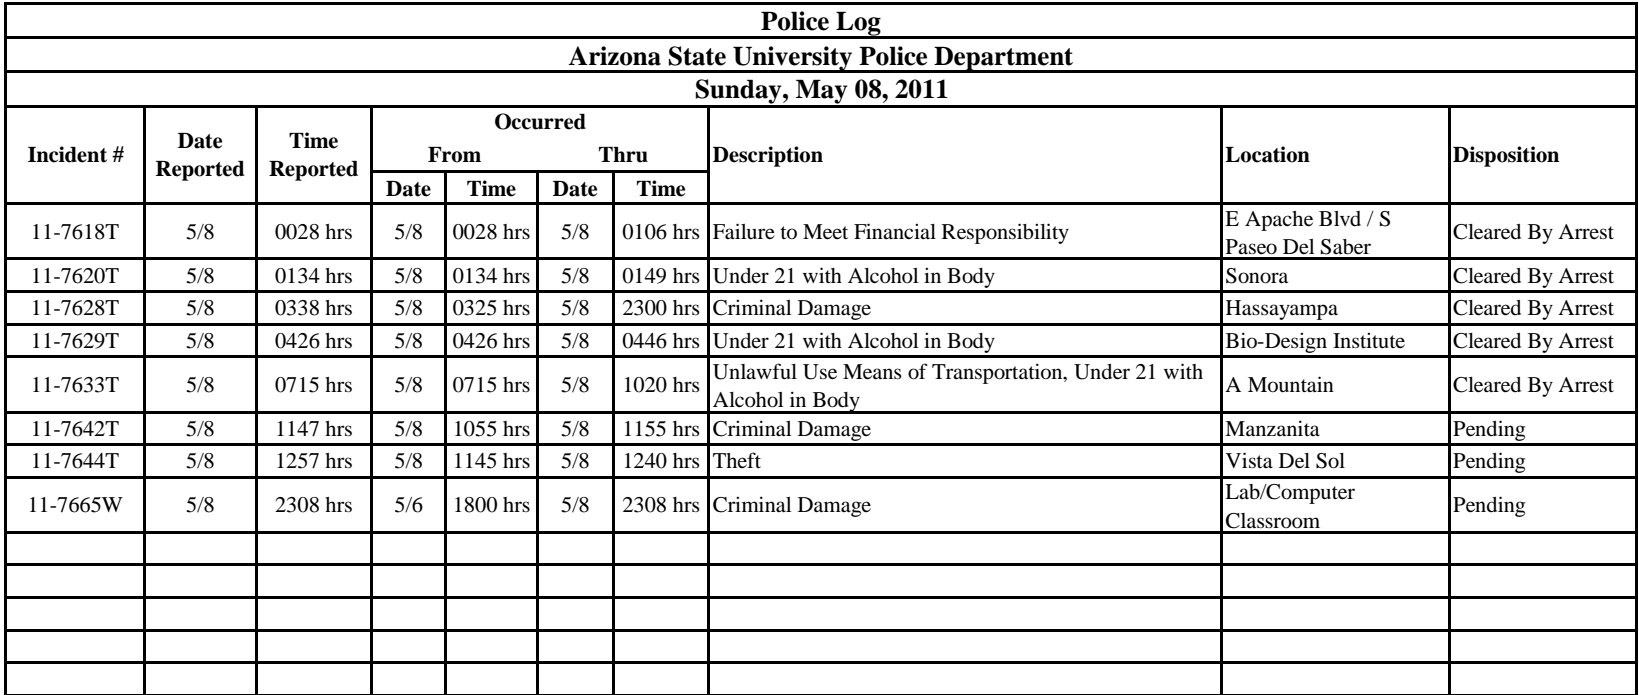 Police Log
Arizona State University Police Department
Sunday, May 08, 2011
Incident # Date Reported Time Reported Occurred From Thru Description Location Disposition
Date Time Date Time
11-7618T 5/8 0028 hrs 5/8 0028 hrs 5/8 0106 hrs Failure to Meet Financial Responsibility E Apache Blvd / S Paseo Del Saber Cleared By Arrest
11-7620T 5/8 0134 hrs 5/8 0134 hrs 5/8 0149 hrs Under 21 with Alcohol in Body Sonora Cleared By Arrest
11-7628T 5/8 0338 hrs 5/8 0325 hrs 5/8 2300 hrs Criminal Damage Hassayampa Cleared By Arrest
11-7629T 5/8 0426 hrs 5/8 0426 hrs 5/8 0446 hrs Under 21 with Alcohol in Body Bio-Design Institute Cleared By Arrest
11-7633T 5/8 0715 hrs 5/8 0715 hrs 5/8 1020 hrs Unlawful Use Means of Transportation, Under 21 with Alcohol in Body A Mountain Cleared By Arrest
11-7642T 5/8 1147 hrs 5/8 1055 hrs 5/8 1155 hrs Criminal Damage Manzanita Pending
11-7644T 5/8 1257 hrs 5/8 1145 hrs 5/8 1240 hrs Theft Vista Del Sol Pending
11-7665W 5/8 2308 hrs 5/6 1800 hrs 5/8 2308 hrs Criminal Damage Lab/Computer Classroom Pending